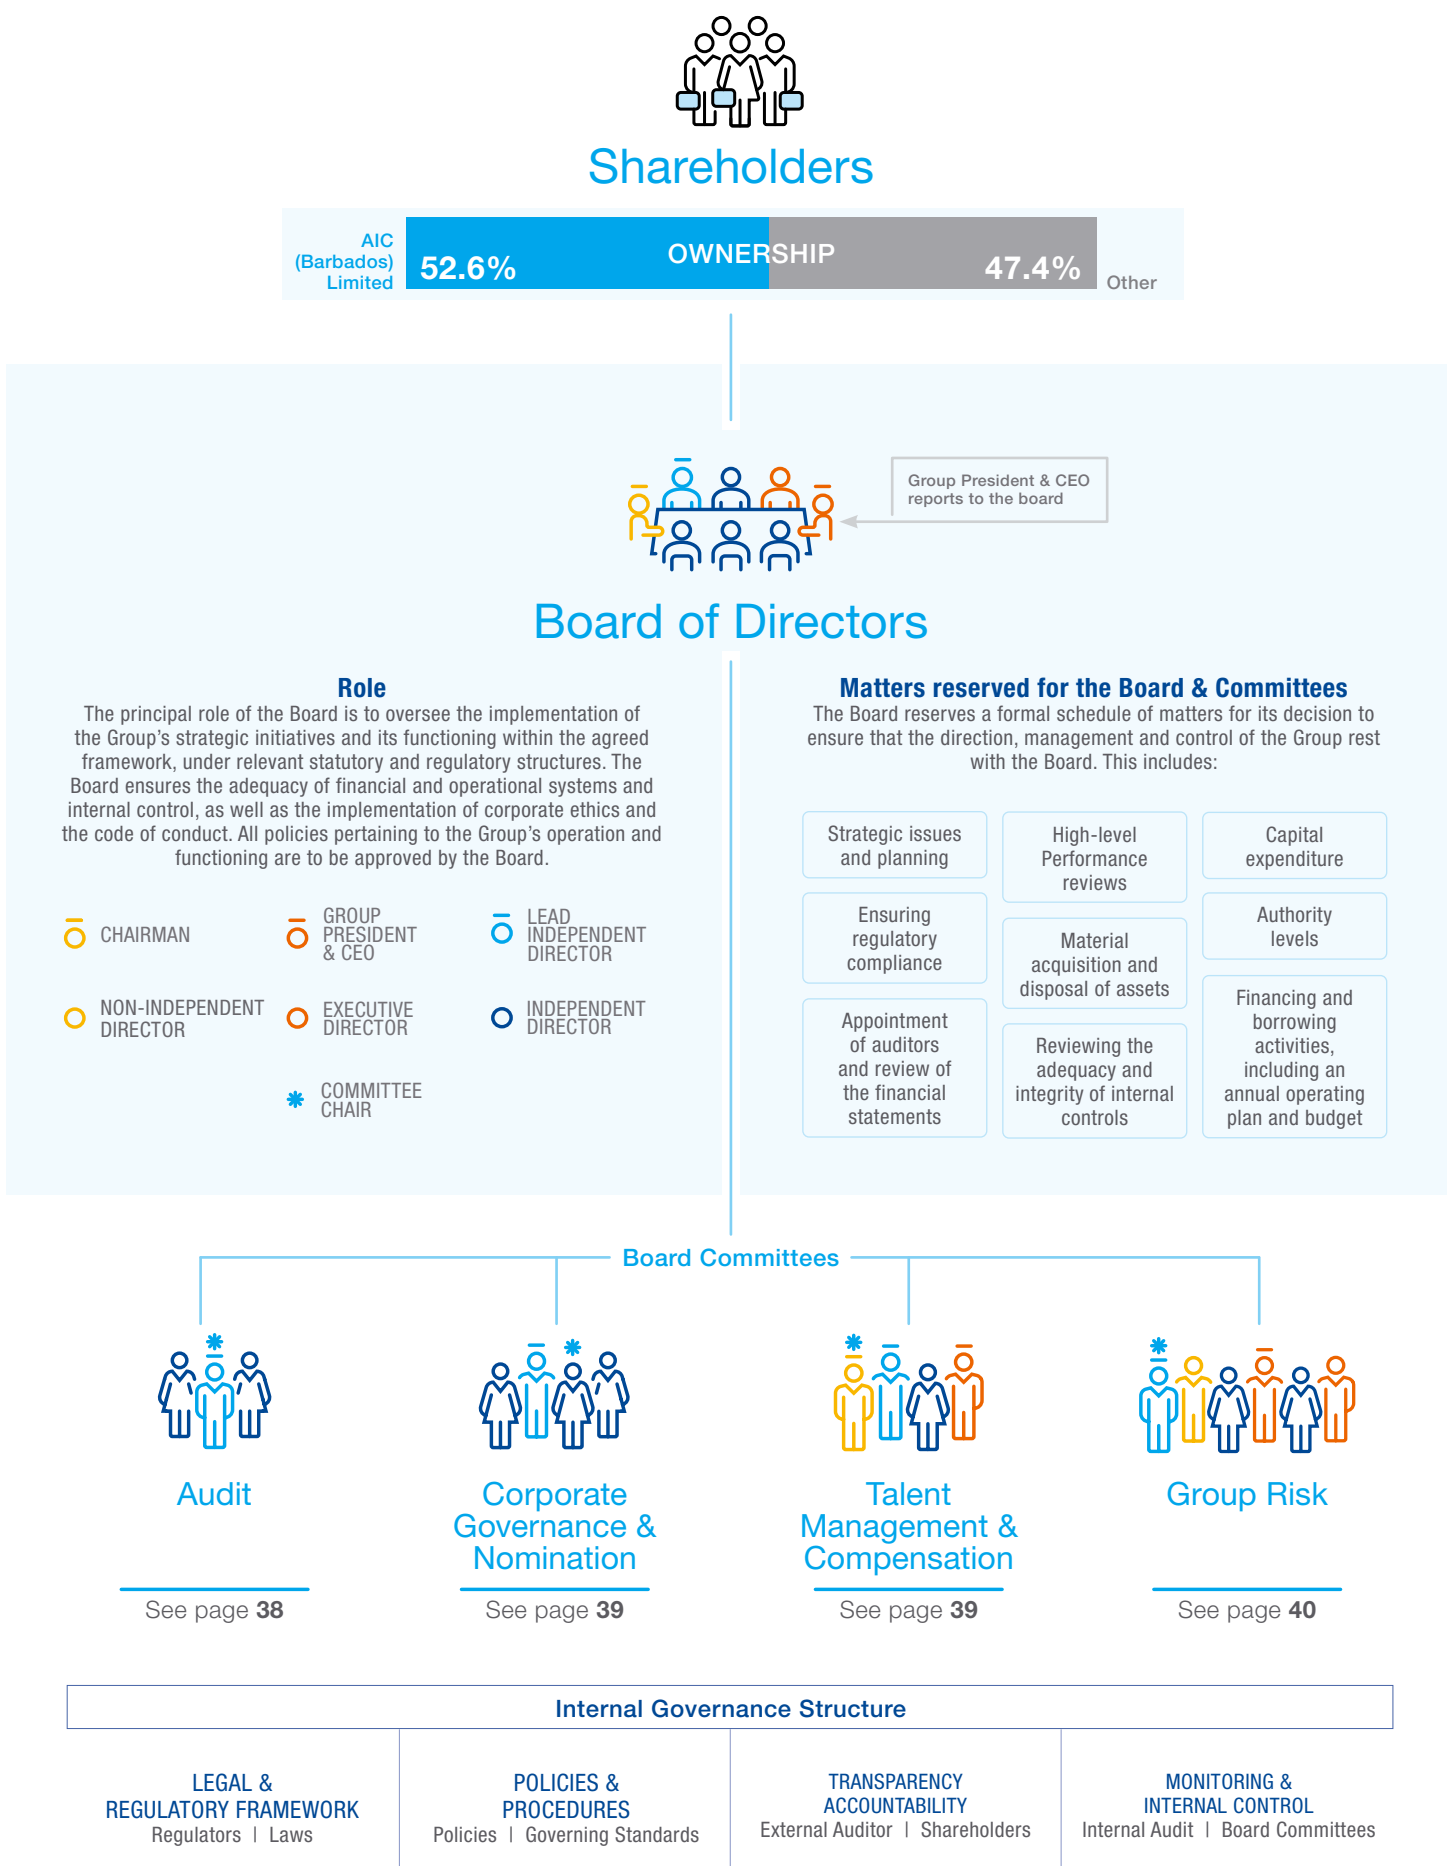 Shareholders
AIC
(Barbados)
Limited
52.6%
OWNERSHIP
47.4%
Other
Group President & CEO
reports to the board
Board of Directors
Role
The principal role of the Board is to oversee the implementation of
the Group's strategic initiatives and its functioning within the agreed
framework, under relevant statutory and regulatory structures. The
Board ensures the adequacy of financial and operational systems and
internal control, as well as the implementation of corporate ethics and
the code of conduct. All policies pertaining to the Group's operation and
functioning are to be approved by the Board.
CHAIRMAN
GROUP
PRESIDENT
& CEO
LEAD
INDEPENDENT
DIRECTOR
NON-INDEPENDENT
DIRECTOR
EXECUTIVE
DIRECTOR
INDEPENDENT
DIRECTOR
COMMITTEE
CHAIR
Matters reserved for the Board & Committees
The Board reserves a formal schedule of matters for its decision to
ensure that the direction, management and control of the Group rest
with the Board. This includes:
Strategic issues
and planning
Ensuring
regulatory
compliance
Appointment
of auditors
and review of
the financial
statements
High-level
Performance
reviews
Material
acquisition and
disposal of assets
Reviewing the
adequacy and
integrity of internal
controls
Capital
expenditure
Authority
levels
Financing and
borrowing
activities,
including an
annual operating
plan and budget
Board Committees
Audit
See page 38
Corporate
Governance &
Nomination
See page 39
Talent
Management &
Compensation
See page 39
Group Risk
See page 40
Internal Governance Structure
LEGAL &
REGULATORY FRAMEWORK
Regulators | Laws
POLICIES &
PROCEDURES
Policies | Governing Standards
TRANSPARENCY
ACCOUNTABILITY
External Auditor | Shareholders
MONITORING &
INTERNAL CONTROL
Internal Audit | Board Committees